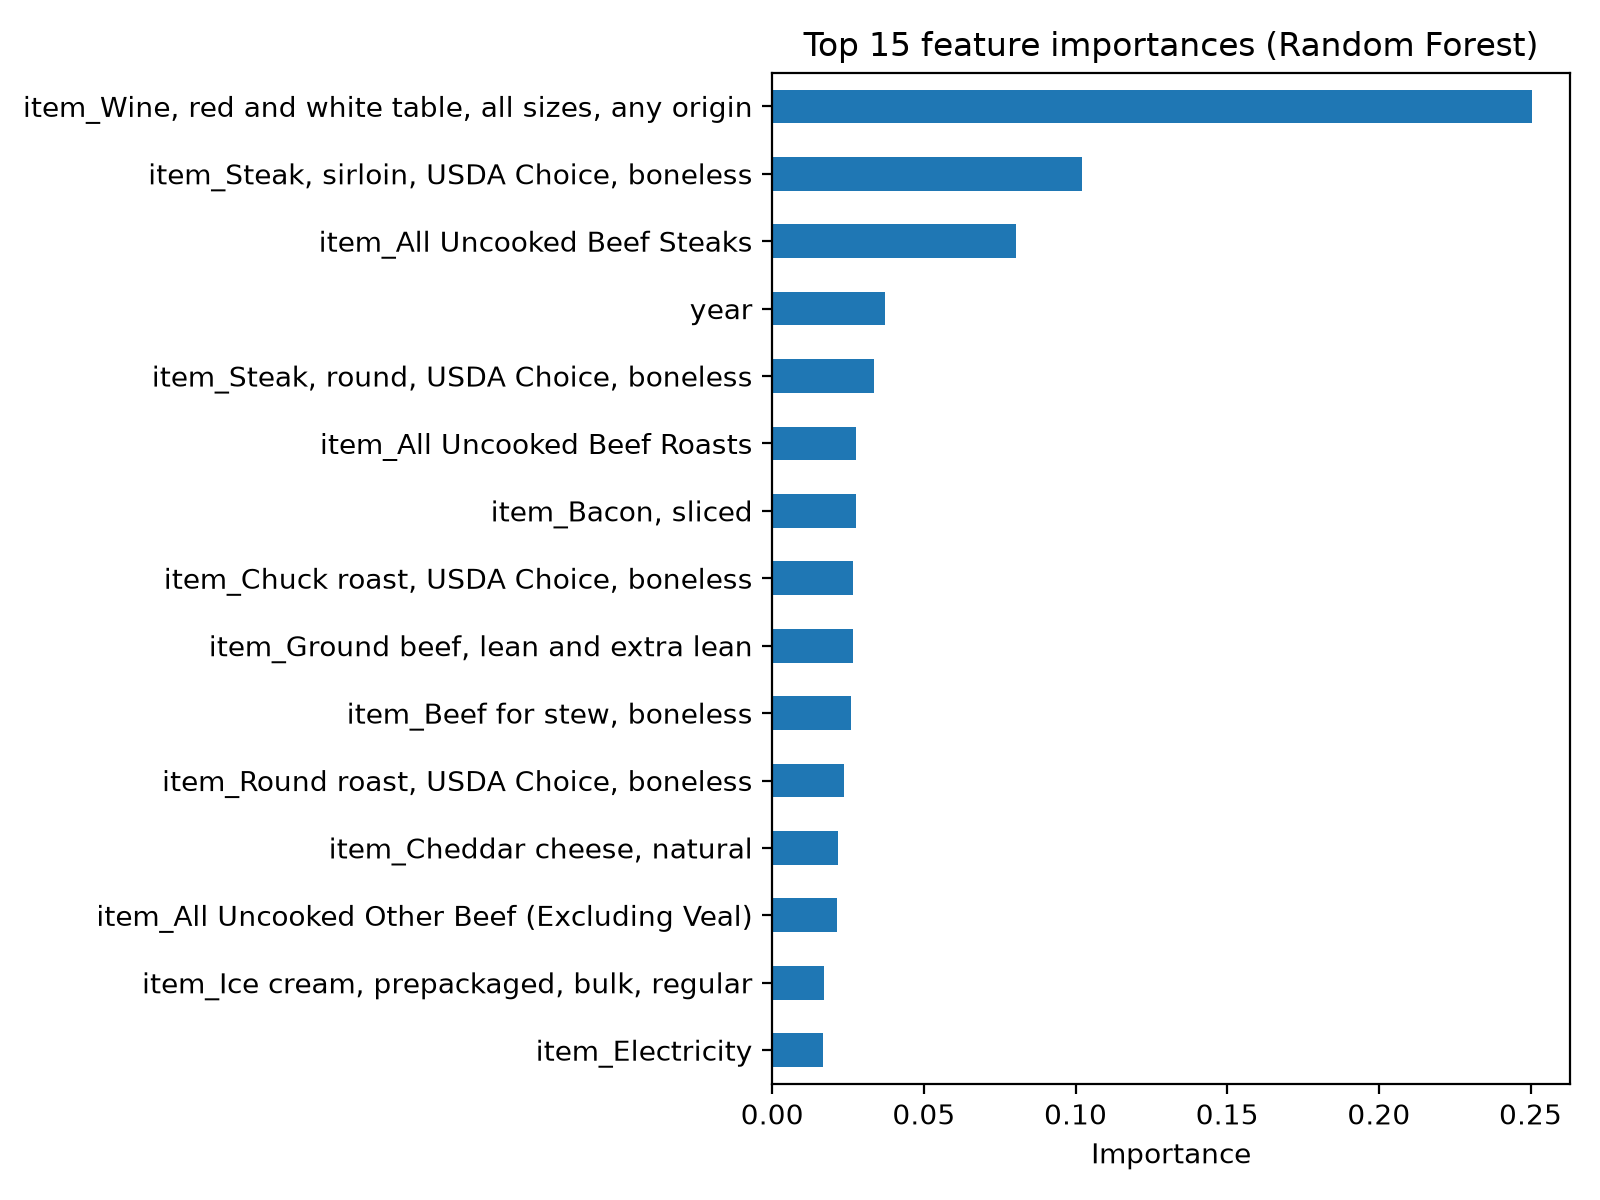 Top 15 feature importances (Random Forest)
item_Wine, red and white table, all sizes, any origin
item_Steak, sirloin, USDA Choice, boneless
item_All Uncooked Beef Steaks
year
item_Steak, round, USDA Choice, boneless
item_All Uncooked Beef Roasts
item_Bacon, sliced
item_Chuck roast, USDA Choice, boneless
item_Ground beef, lean and extra lean
item_Beef for stew, boneless
item_Round roast, USDA Choice, boneless
item_Cheddar cheese, natural
item_All Uncooked Other Beef (Excluding Veal)
item_Ice cream, prepackaged, bulk, regular
item_Electricity
0.00 0.05 0.10 0.15 0.20 0.25
Importance